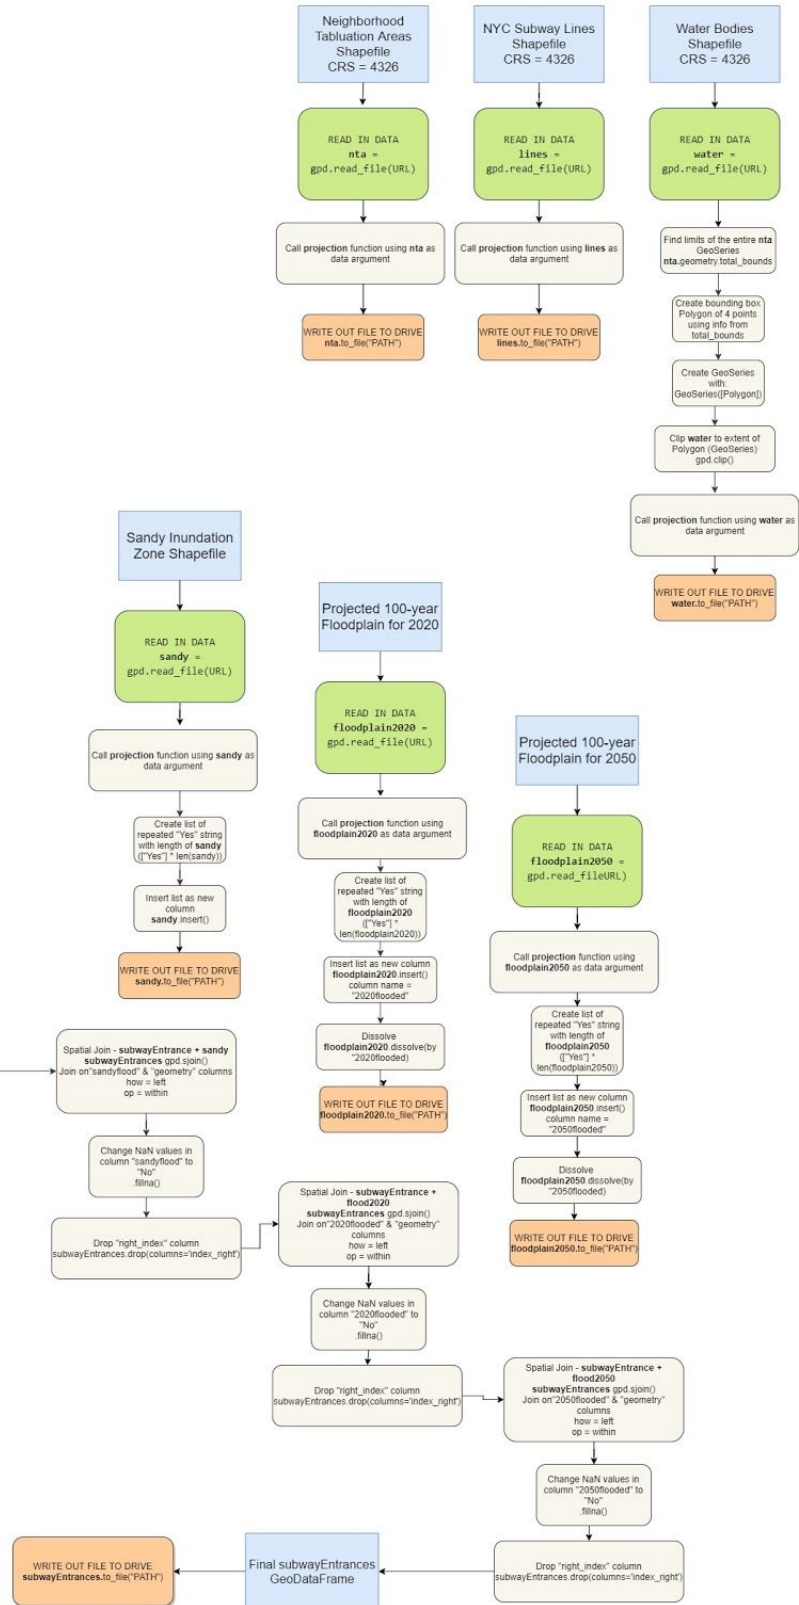 Neighborhood
Tabluation Areas
Shapefile
CRS = 4326
READ IN DATA
nta =
gpd.read_file(URL)
Call projection function using nta as
data argument
WRITE OUT FILE TO DRIVE
nta.to_file("PATH")
NYC Subway Lines
Shapefile
CRS = 4326
READ IN DATA
lines =
gpd.read_file(URL)
Call projection function using lines as
data argument
WRITE OUT FILE TO DRIVE
lines.to_file("PATH")
Water Bodies
Shapefile
CRS = 4326
READ IN DATA
water =
gpd.read_file(URL)
Find limits of the entire nta
GeoSeries
nta.geometry.total_bounds
Create bounding box
Polygon of 4 points
using info from
total_bounds
Create GeoSeries
with:
GeoSeries([Polygon])
Clip water to extent of
Polygon (GeoSeries)
gpd.clip()
Call projection function using water as
data argument
WRITE OUT FILE TO DRIVE
water.to_file("PATH")
Sandy Inundation
Zone Shapefile
READ IN DATA
sandy =
gpd.read_file(URL)
Call projection function using sandy as
data argument
Create list of
repeated "Yes" string
with length of sandy
(["Yes"] * len(sandy))
Insert list as new
column
sandy.insert()
WRITE OUT FILE TO DRIVE
sandy.to_file("PATH")
Projected 100-year
Floodplain for 2020
READ IN DATA
floodplain2020 =
gpd.read_file(URL)
Call projection function using
floodplain2020 as data argument
Create list of
repeated "Yes" string
with length of
floodplain2020
(["Yes"] *
len(floodplain2020))
Insert list as new column
floodplain2020.insert()
column name =
"2020flooded"
Dissolve
floodplain2020.dissolve(by
"2020flooded)
WRITE OUT FILE TO DRIVE
floodplain2020.to_file("PATH")
Projected 100-year
Floodplain for 2050
READ IN DATA
floodplain2050 =
gpd.read_fileURL)
Call projection function using
floodplain2050 as data argument
Create list of
repeated "Yes" string
with length of
floodplain2050
(["Yes"] *
len(floodplain2050))
Insert list as new column
floodplain2050.insert()
column name =
"2050flooded"
Dissolve
floodplain2050.dissolve(by
"2050flooded)
WRITE OUT FILE TO DRIVE
floodplain2050.to_file("PATH")
Spatial Join - subwayEntrance + sandy
subwayEntrances gpd.sjoin()
Join on"sandyflood" & "geometry" columns
how = left
op = within
Change NaN values in
column "sandyflood" to
"No"
.fillna()
Drop "right_index" column
subwayEntrances.drop(columns='index_right')
Spatial Join - subwayEntrance +
flood2020
subwayEntrances gpd.sjoin()
Join on"2020flooded" & "geometry"
columns
how = left
op = within
Change NaN values in
column "2020flooded" to
"No"
.fillna()
Drop "right_index" column
subwayEntrances.drop(columns='index_right')
Spatial Join - subwayEntrance +
flood2050
subwayEntrances gpd.sjoin()
Join on"2050flooded" & "geometry"
columns
how = left
op = within
Change NaN values in
column "2050flooded" to
"No"
.fillna()
Drop "right_index" column
subwayEntrances.drop(columns='index_right')
Final subwayEntrances
GeoDataFrame
WRITE OUT FILE TO DRIVE
subwayEntrances.to_file("PATH")